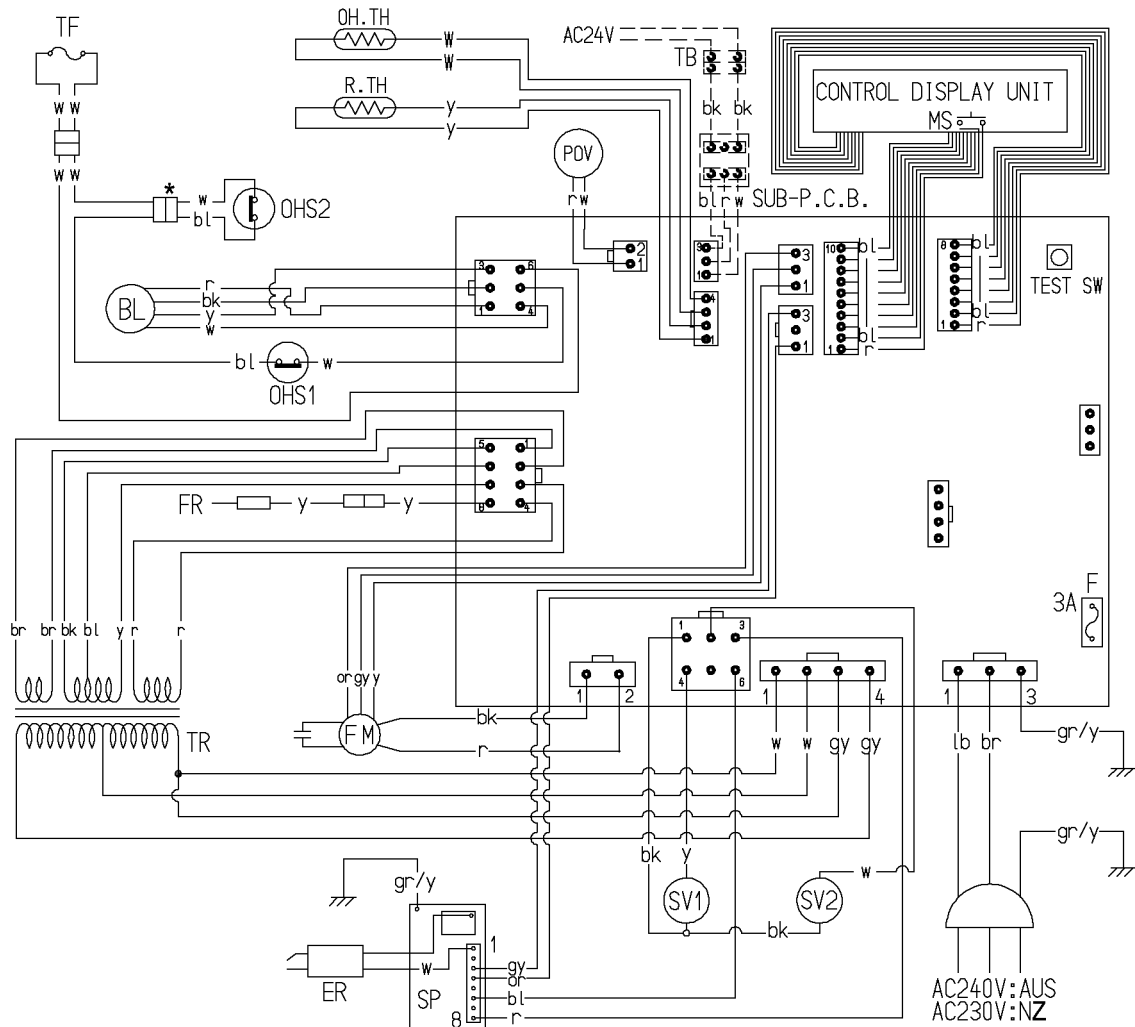 TF
OH.TH
w
w
AC24V
TB
R.TH
y
y
bk
bk
CONTROL DISPLAY UNIT
MS
w
w
w
w
*
w
bl
OHS2
POV
r
w
bl
r
w
SUB-P.C.B.
2
1
3
1
4
1
3
1
3
1
10
1
bl
bl
r
8
1
bl
bl
r
TEST SW
BL
r
bk
y
w
3
6
1
4
bl
w
OHS1
5
1
8
4
FR
y
y
br
br
bk
bl
y
r
r
TR
or
gy
y
FM
bk
r
1
2
1
3
4
6
1
4
F
3A
1
3
w
w
gy
gy
lb
br
gr/y
gr/y
bk
y
w
SV1
SV2
bk
gr/y
ER
w
SP
1
8
gy
or
bl
r
AC240V:AUS
AC230V:NZ